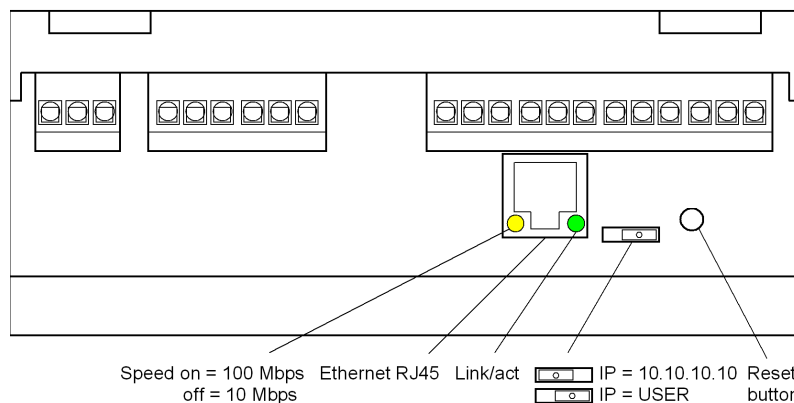 Speed on = 100 Mbps Ethernet RJ45 Link/act IP = 10.10.10.10 Reset
off = 10 Mbps IP = USER button